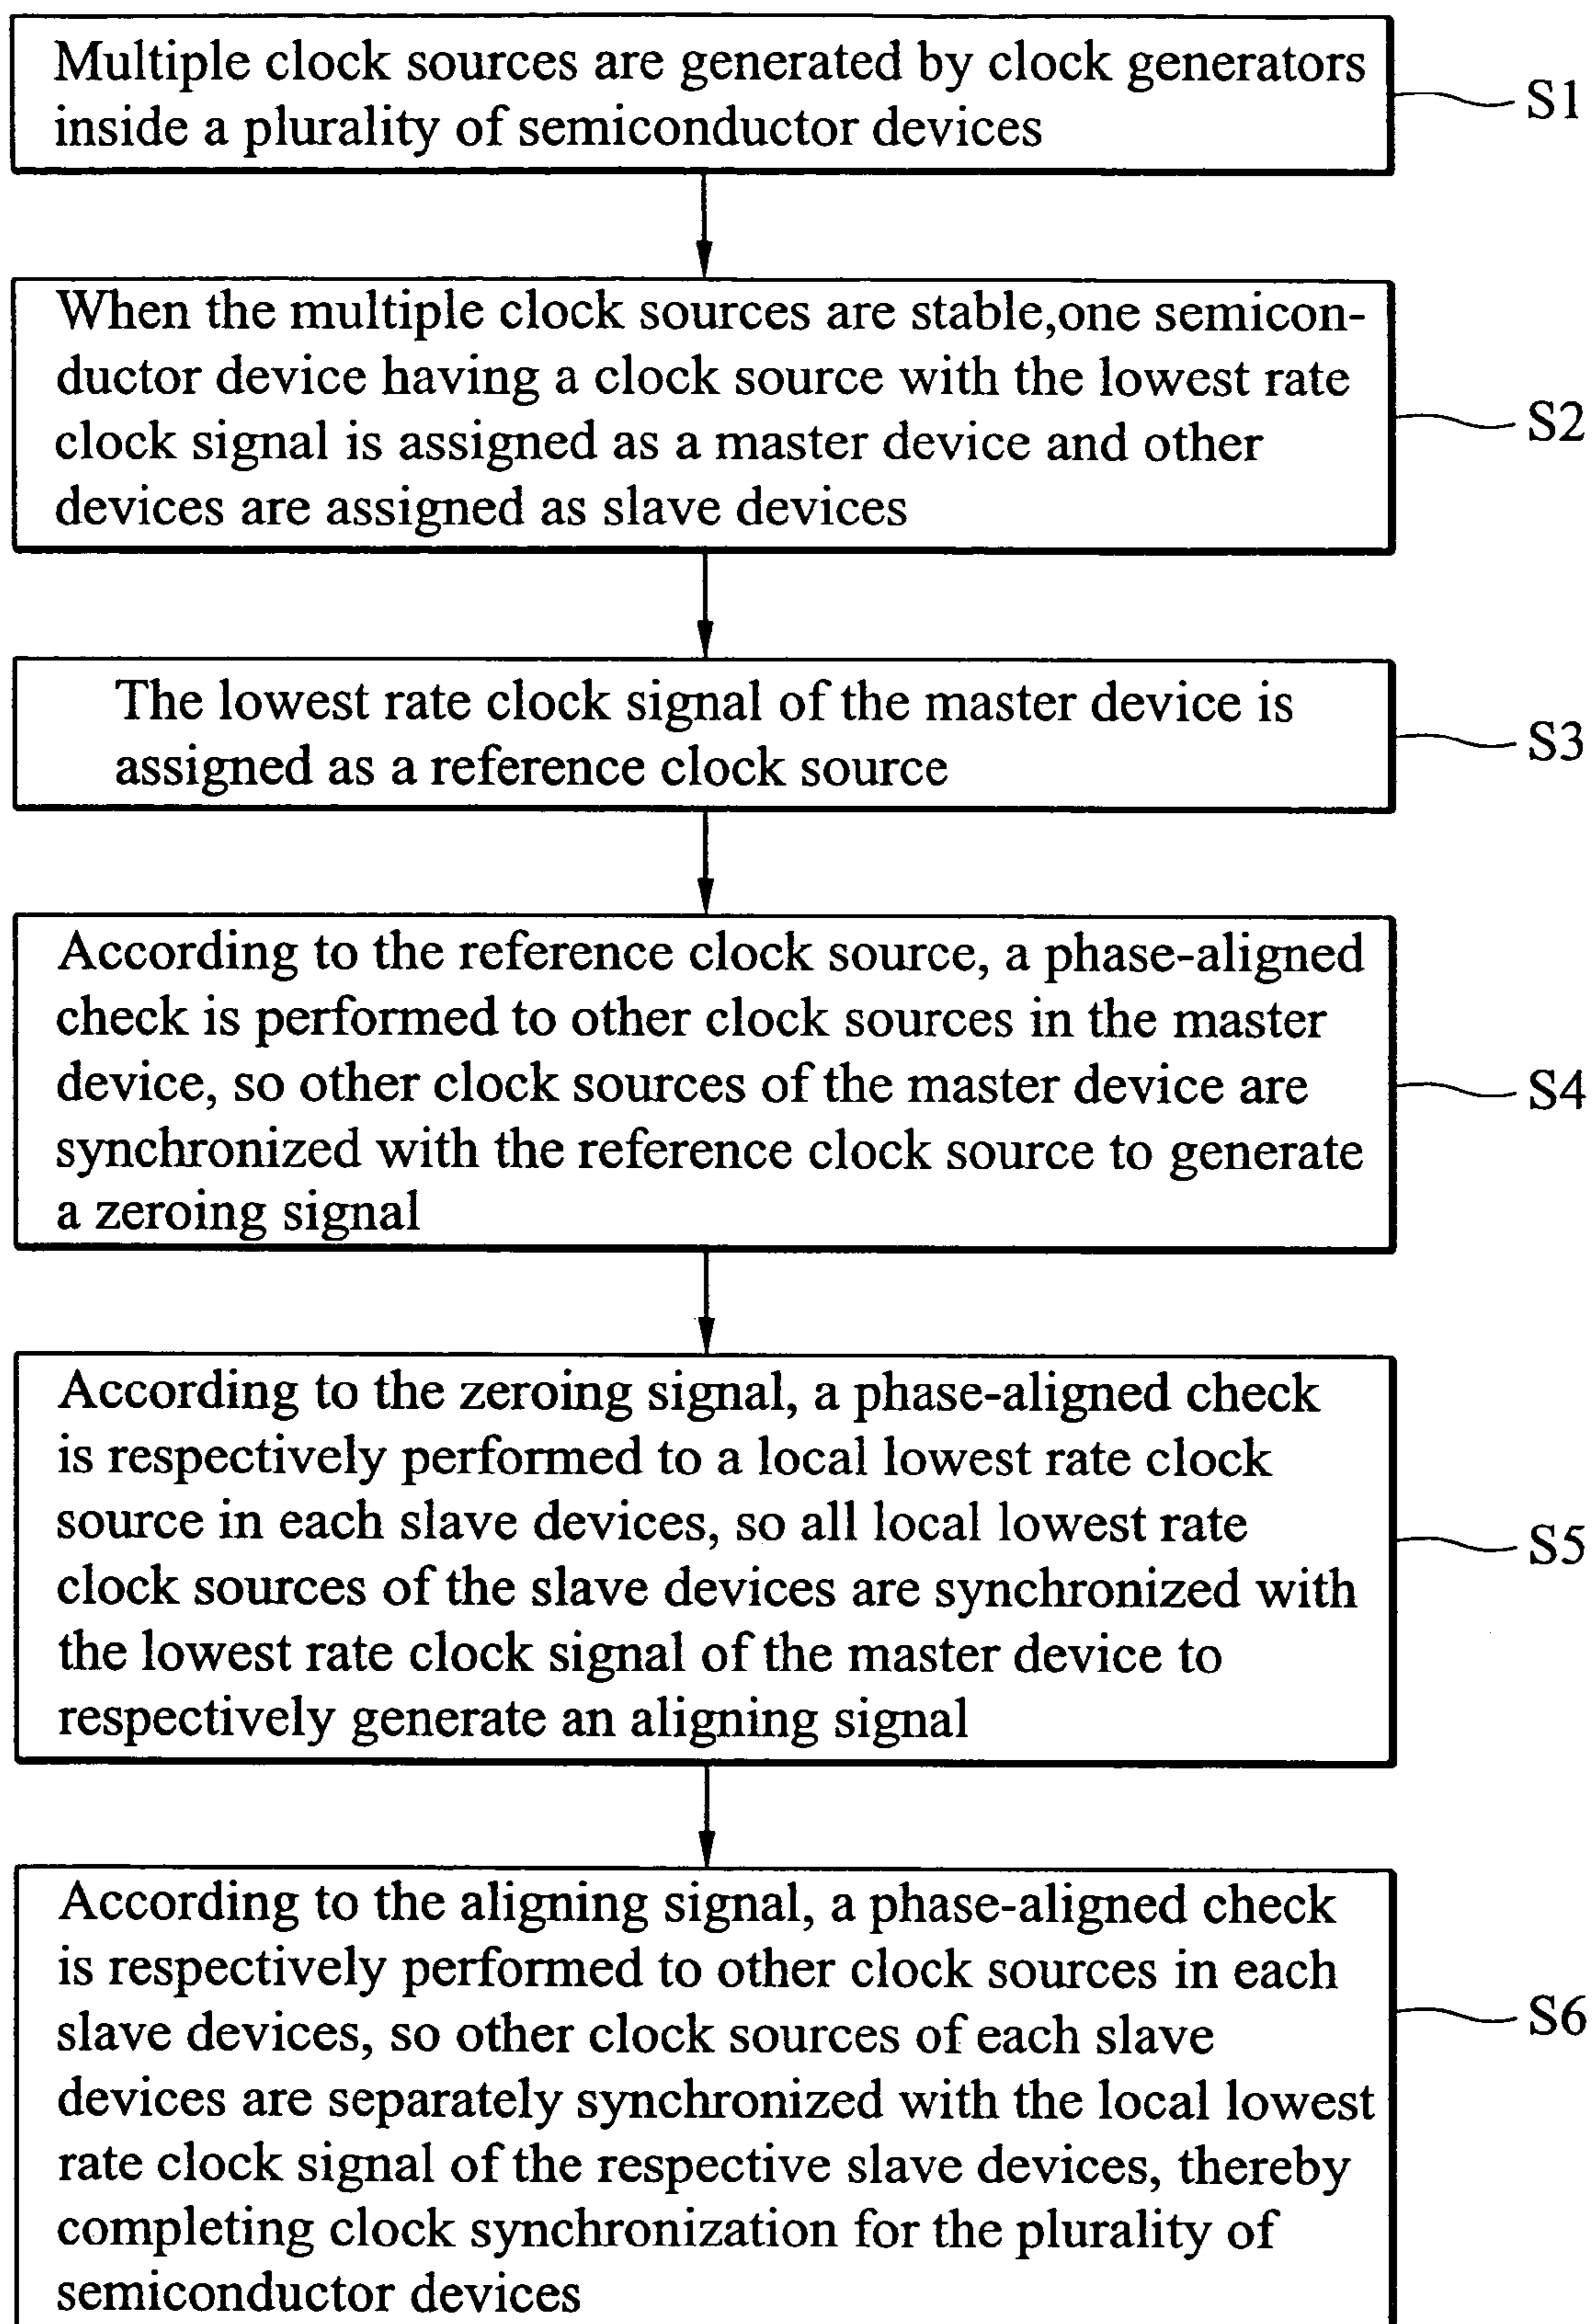 Multiple clock sources are generated by clock generators
inside a plurality of semiconductor devices
S1
When the multiple clock sources are stable,one semicon-
ductor device having a clock source with the lowest rate
clock signal is assigned as a master device and other
devices are assigned as slave devices
S2
The lowest rate clock signal of the master device is
assigned as a reference clock source
S3
According to the reference clock source, a phase-aligned
check is performed to other clock sources in the master
device, so other clock sources of the master device are
synchronized with the reference clock source to generate
a zeroing signal
S4
According to the zeroing signal, a phase-aligned check
is respectively performed to a local lowest rate clock
source in each slave devices, so all local lowest rate
clock sources of the slave devices are synchronized with
the lowest rate clock signal of the master device to
respectively generate an aligning signal
S5
According to the aligning signal, a phase-aligned check
is respectively performed to other clock sources in each
slave devices, so other clock sources of each slave
devices are separately synchronized with the local lowest
rate clock signal of the respective slave devices, thereby
completing clock synchronization for the plurality of
semiconductor devices
S6